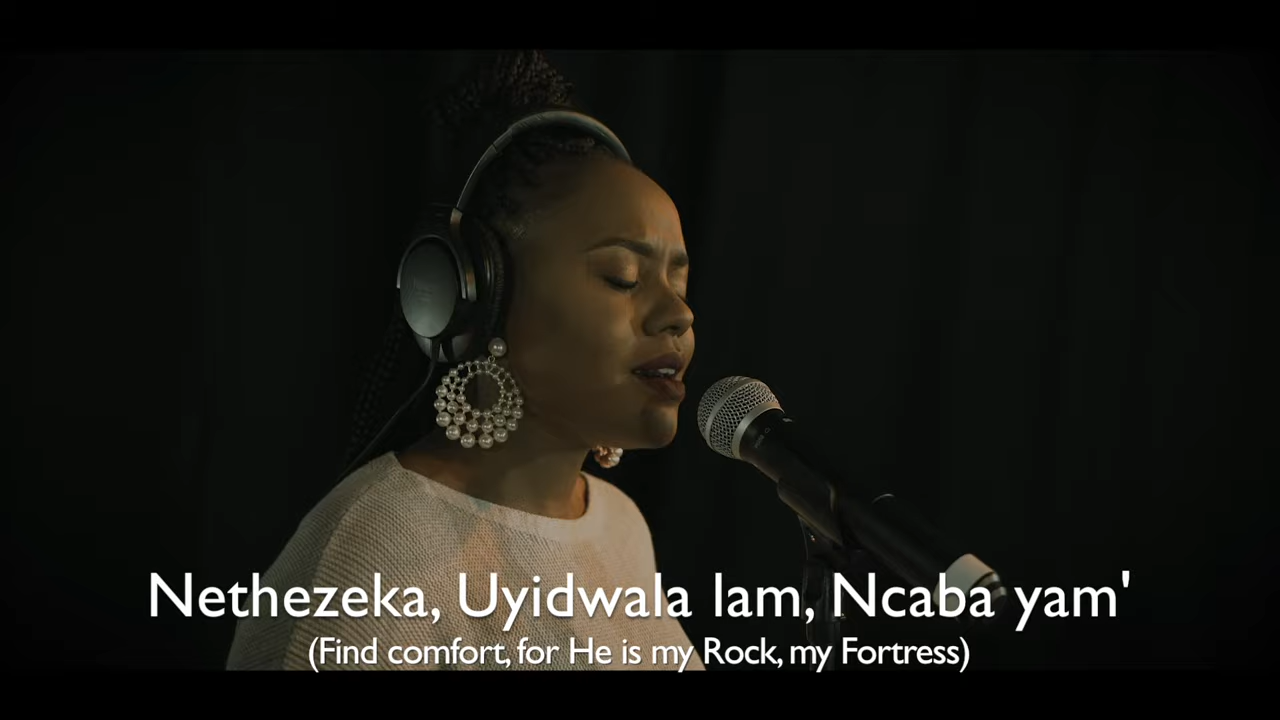 Nethezeka, Uyidwala lam, Ncaba yam'
(Find comfort, for He is my Rock, my Fortress)